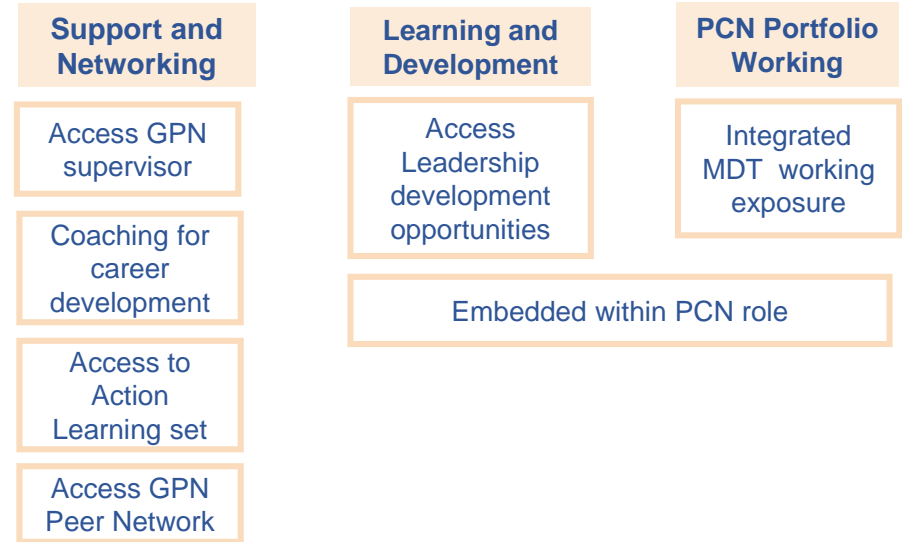 Support and
Networking
Access GPN
supervisor
Coaching for
career
development
Access to
Action
Learning set
Access GPN
Peer Network
Learning and
Development
Access
Leadership
development
opportunities
PCN Portfolio
Working
Integrated
MDT working
exposure
Embedded within PCN role